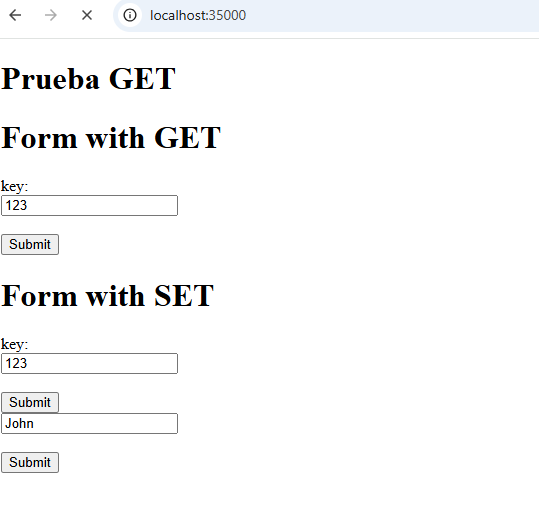 localhost:35000
Prueba GET
Form with GET
key:
123
Submit
Form with SET
key:
123
Submit
John
Submit